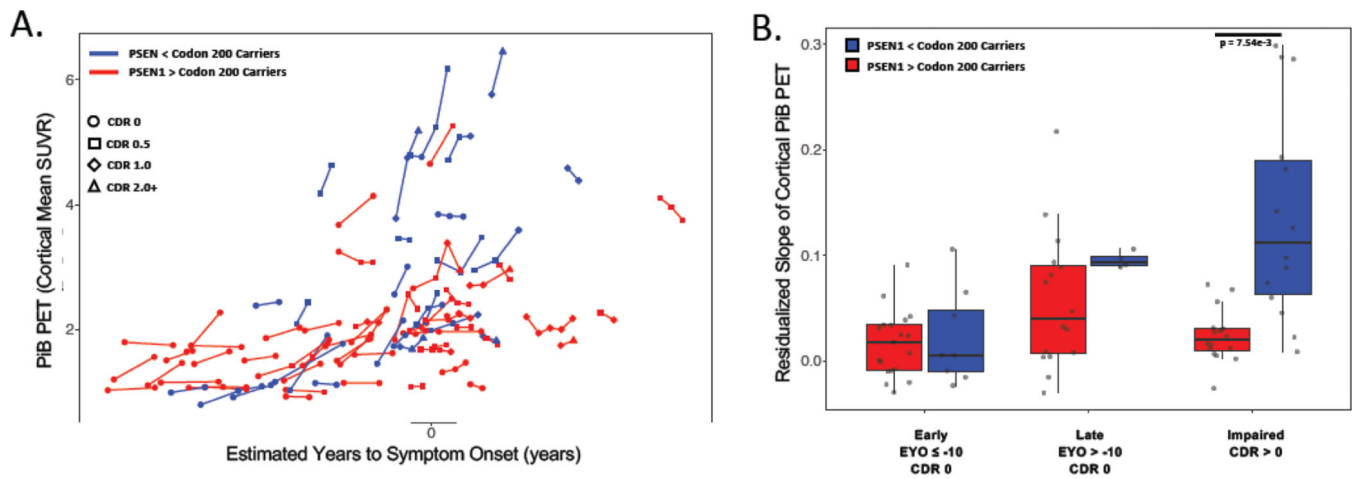 A.
PSEN < Codon 200 Carriers
PSEN1 > Codon 200 Carriers
CDR 0
CDR 0.5
CDR 1.0
CDR 2.0+
6
4
2
0
PiB PET (Cortical Mean SUVR)
Estimated Years to Symptom Onset (years)
B.
PSEN1 < Codon 200 Carriers
PSEN1 > Codon 200 Carriers
p = 7.54e-3
0.3
0.2
0.1
0.0
Residualized Slope of Cortical PiB PET
Early
EYO ≤ -10
CDR 0
Late
EYO > -10
CDR 0
Impaired
CDR > 0